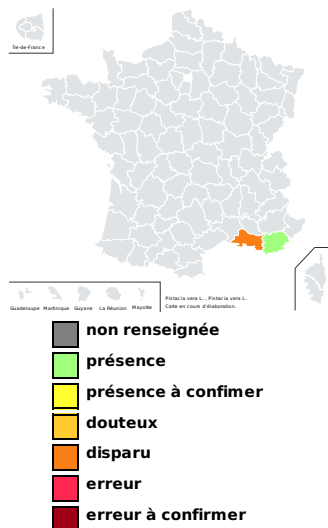 Île-de-France
Pistacia vera L. , Pistacia vera L.
Carte en cours d'élaboration.
Guadeloupe Martinique Guyane La Réunion Mayotte
non renseignée
présence
présence à confimer
douteux
disparu
erreur
erreur à confirmer